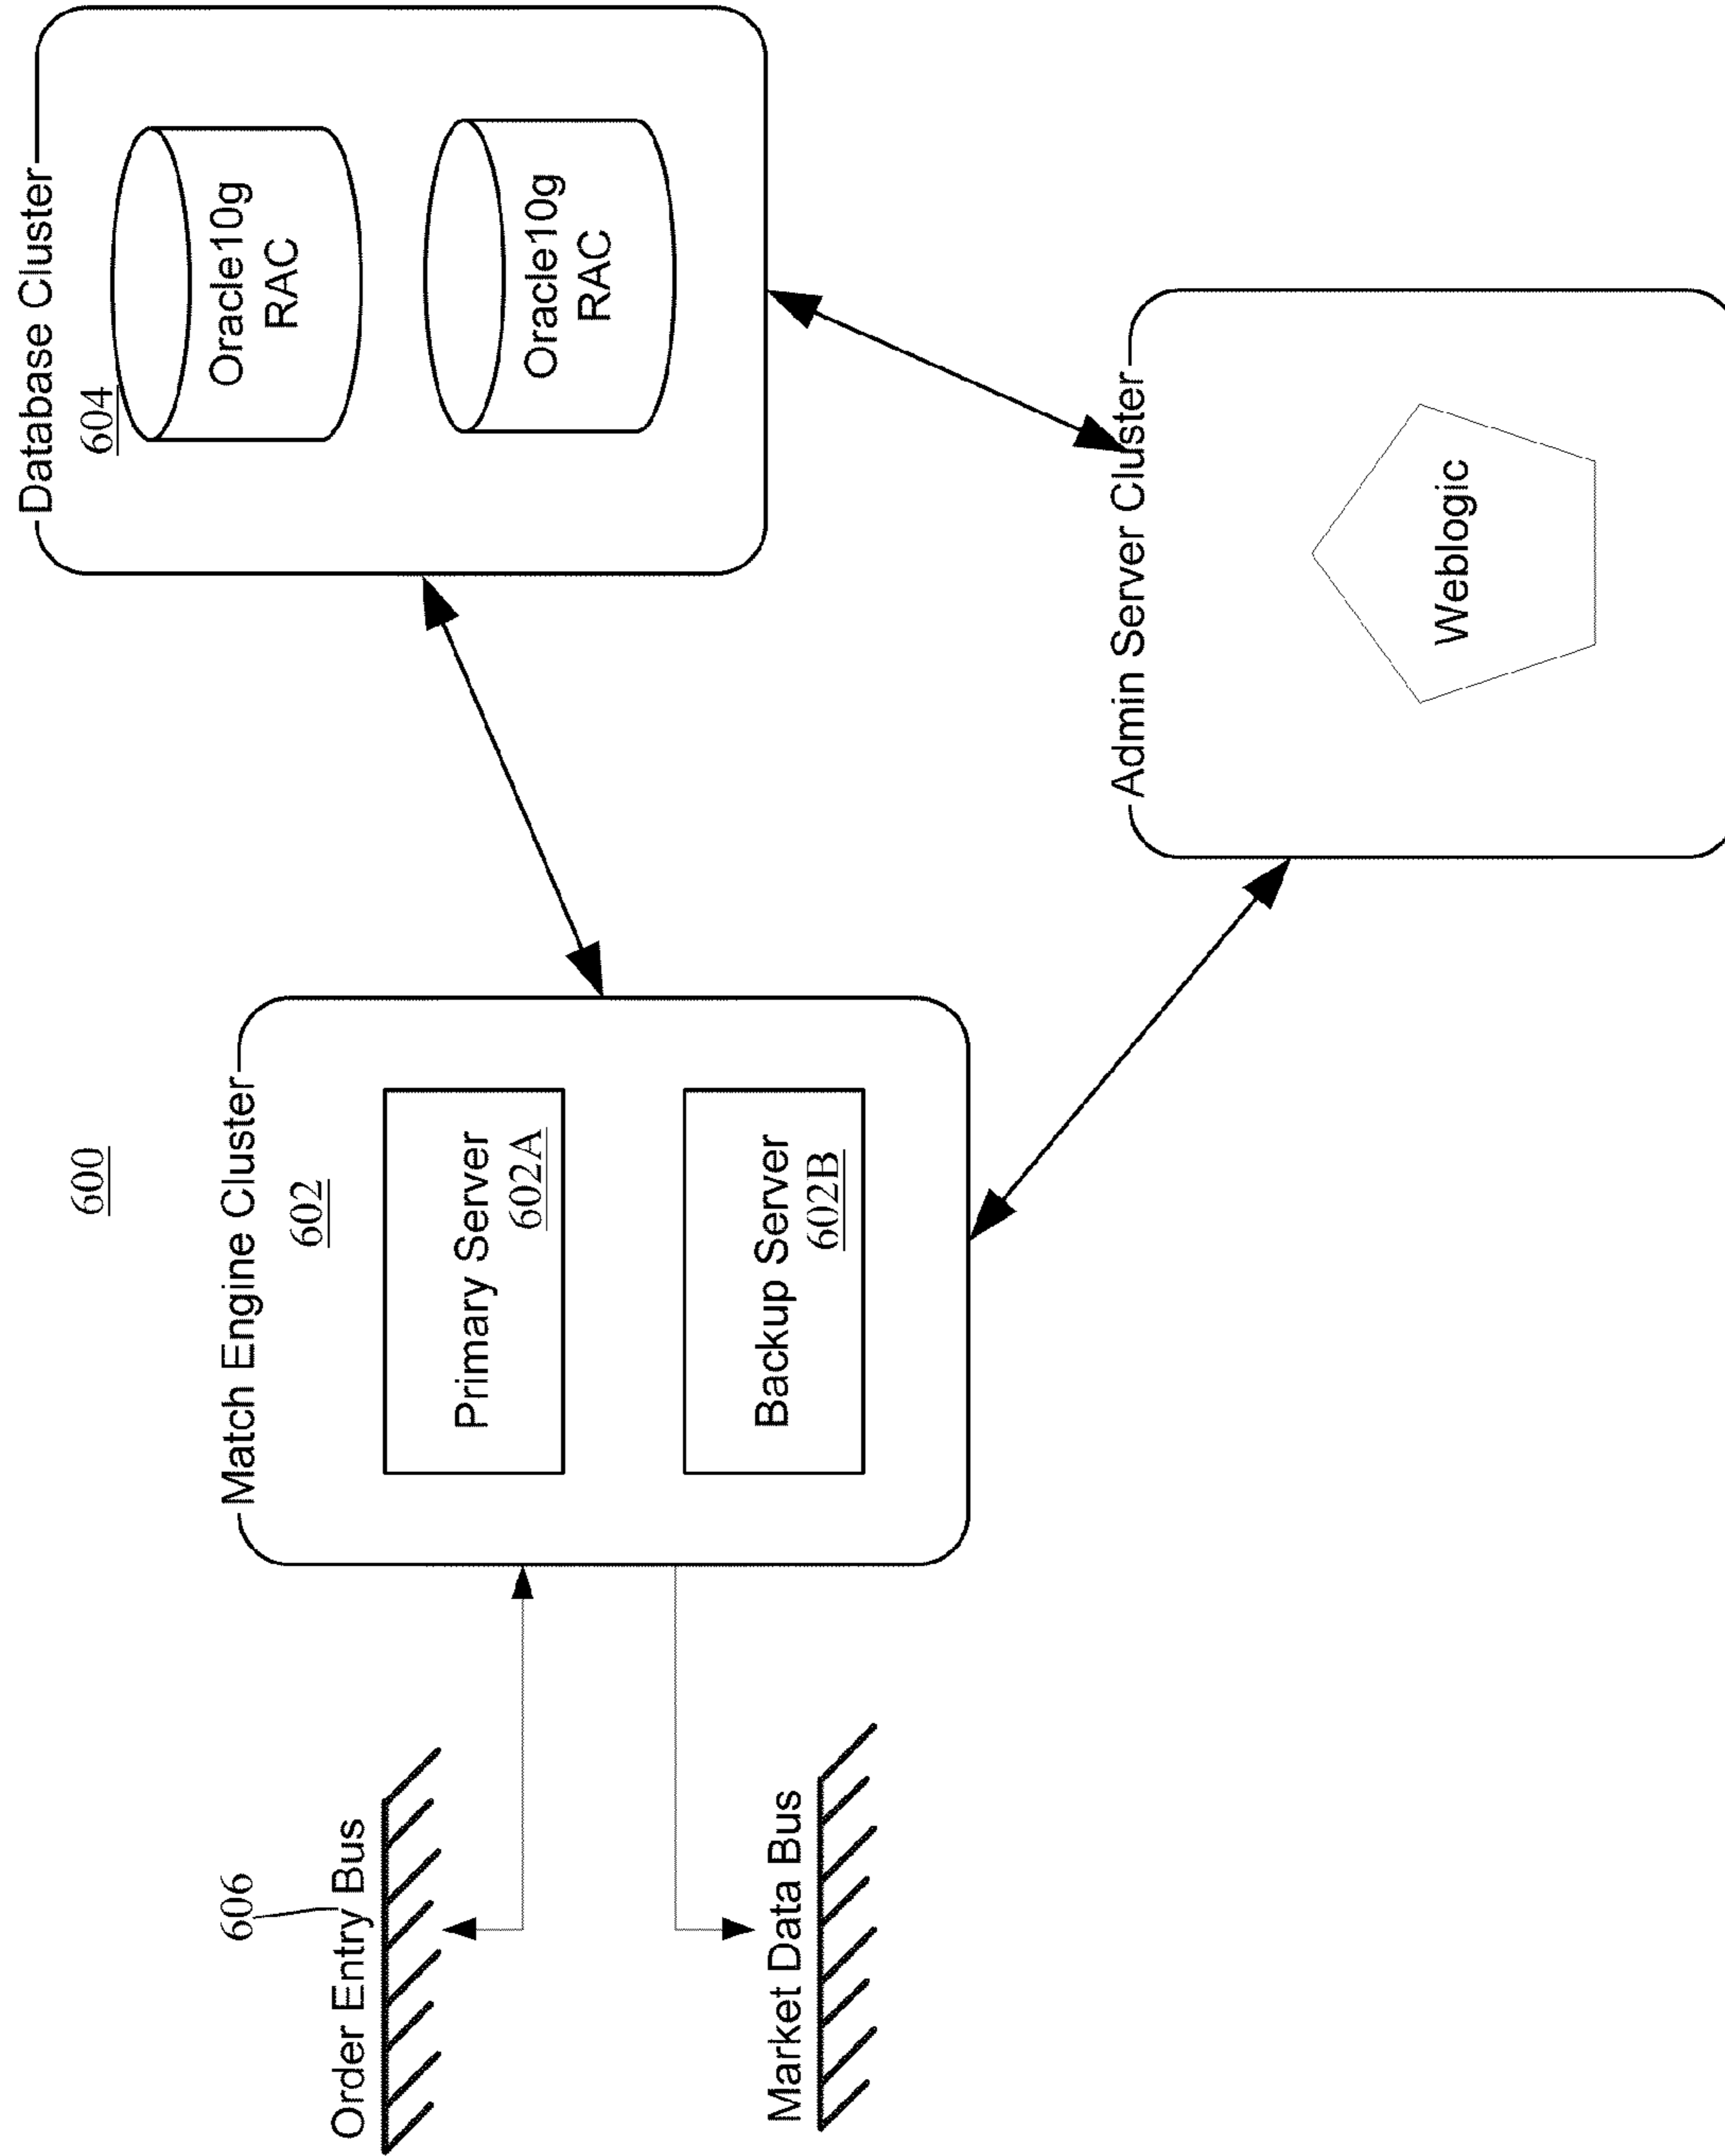 600
Match Engine Cluster
602
Primary Server
602A
Backup Server
602B
606
Order Entry Bus
Market Data Bus
Database Cluster
604
Oracle10g
RAC
Oracle10g
RAC
Admin Server Cluster
Weblogic